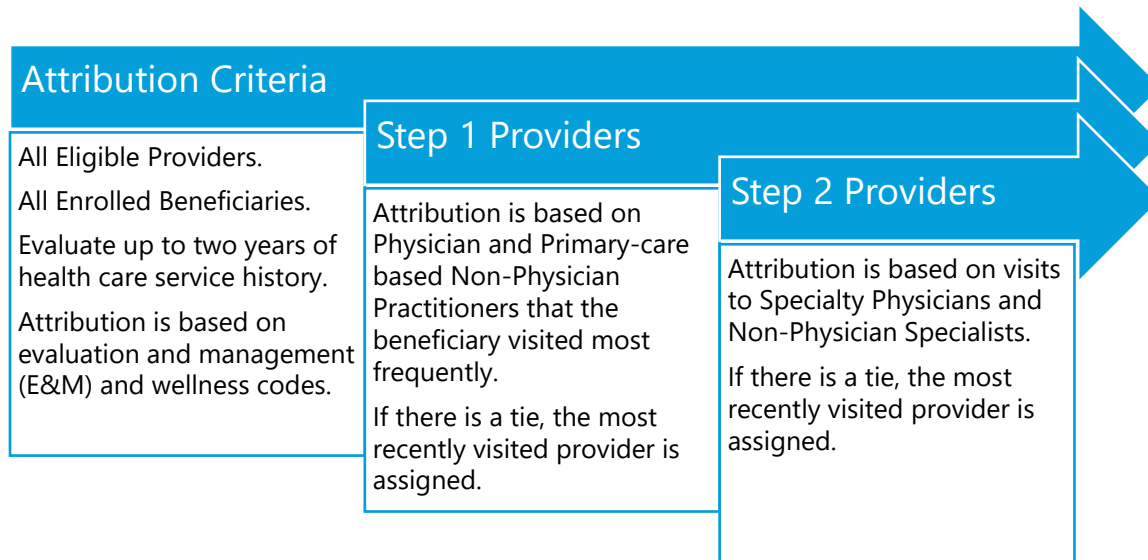 Attribution Criteria
All Eligible Providers.
All Enrolled Beneficiaries.
Evaluate up to two years of
health care service history.
Attribution is based on
evaluation and management
(E&M) and wellness codes.
Step 1 Providers
Attribution is based on
Physician and Primary-care
based Non-Physician
Practitioners that the
beneficiary visited most
frequently.
If there is a tie, the most
recently visited provider is
assigned.
Step 2 Providers
Attribution is based on visits
to Specialty Physicians and
Non-Physician Specialists.
If there is a tie, the most
recently visited provider is
assigned.